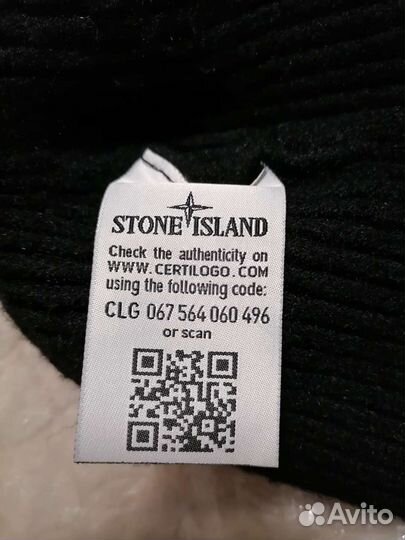 STONE ISLAND
Check the authenticity on
WWW.CERTILOGO.COM
using the following code:
CLG 067 564 060 496
or scan
Avito